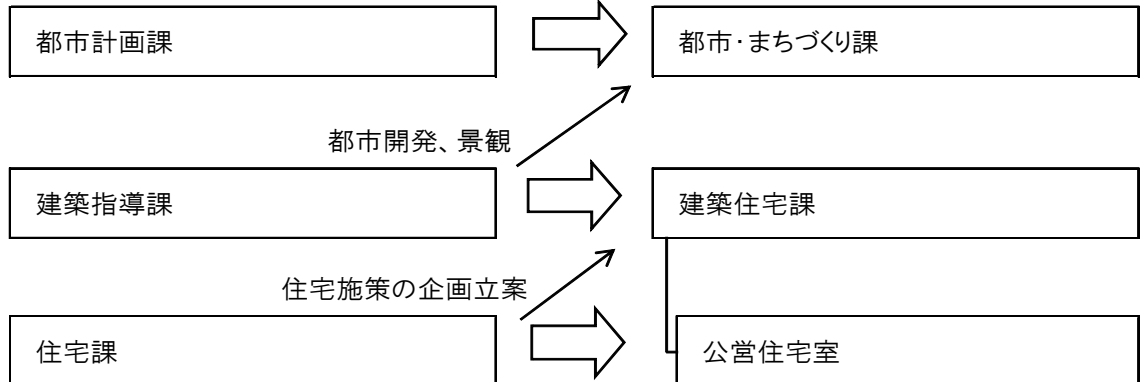 都市計画課
都市・まちづくり課
都市開発、景観
建築指導課
建築住宅課
住宅施策の企画立案
住宅課
公営住宅室